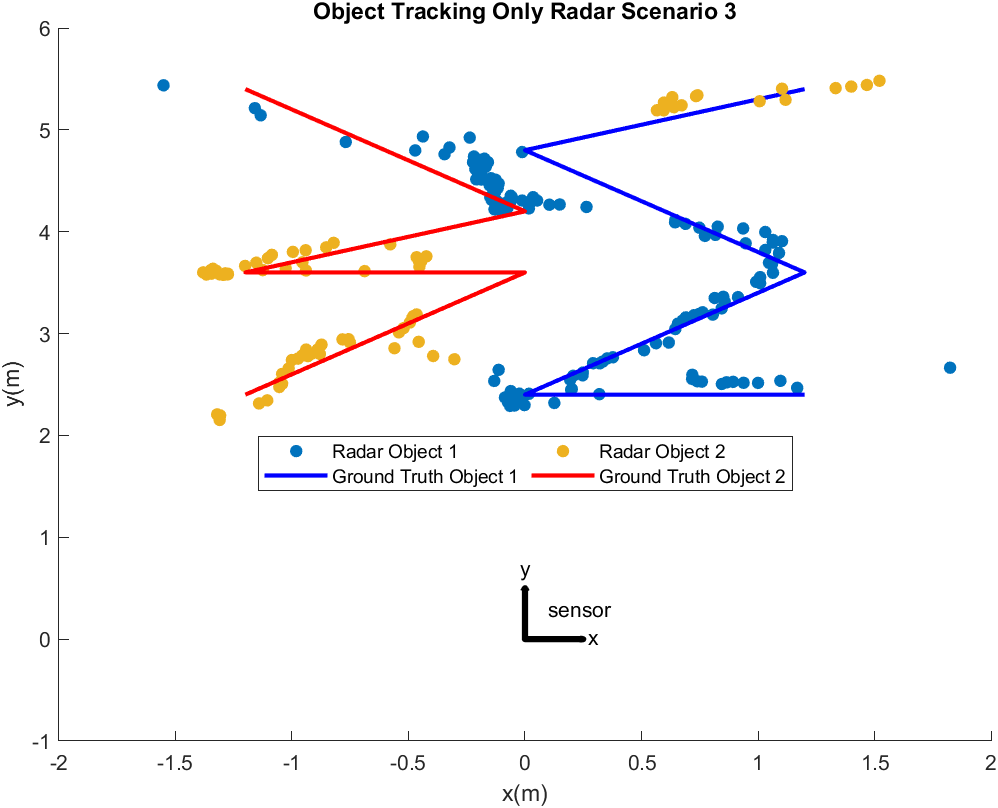 Object Tracking Only Radar Scenario 3
6
5
4
3
2
1
0
-1
y(m)
Radar Object 1 Radar Object 2
Ground Truth Object 1 Ground Truth Object 2
y
sensor
x
-2 -1.5 -1 -0.5 0 0.5 1 1.5 2
x(m)